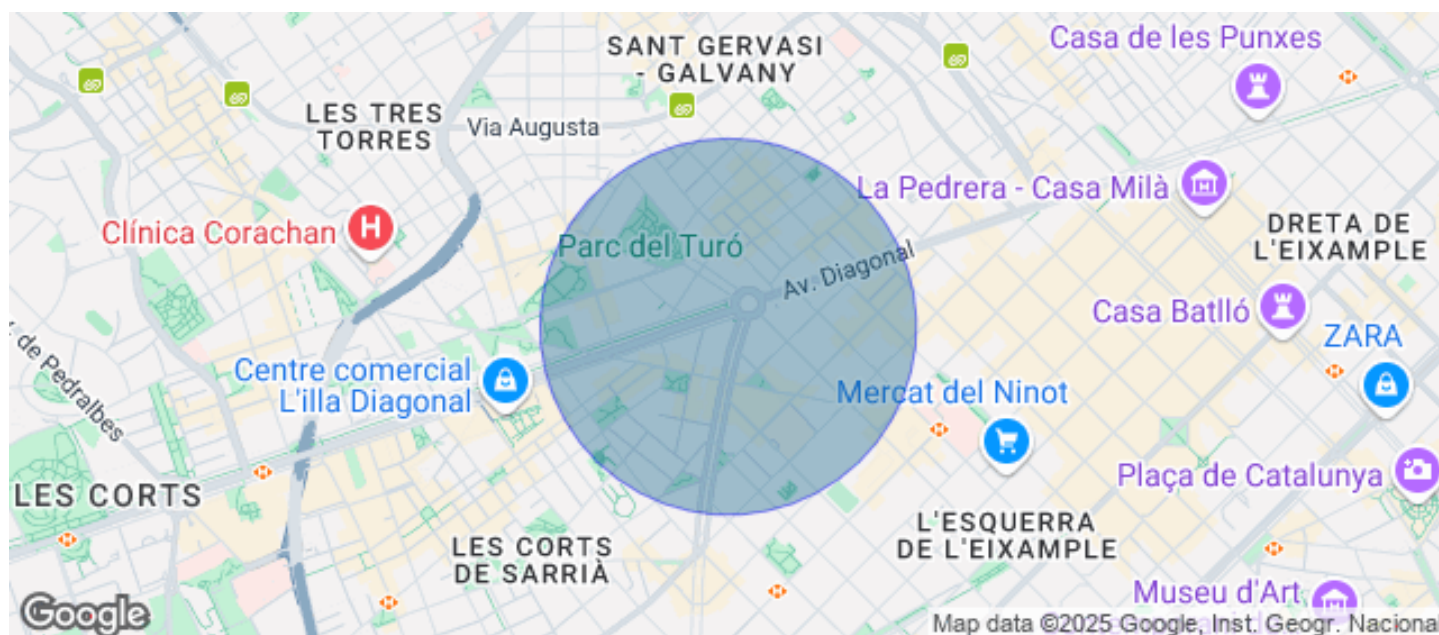 Casa de les Punxes
SANT GERVASI
- GALVANY
LES TRES
TORRES
Via Augusta
La Pedrera - Casa Milà
Clínica Corachan
H
Parc del Turó
DRETA DE
L'EIXAMPLE
Av. Diagonal
Casa Batlló
ZARA
de Pedralbes
Centre comercial
L'illa Diagonal
Mercat del Ninot
Plaça de Catalunya
LES CORTS
L'ESQUERRA
DE L'EIXAMPLE
LES CORTS
DE SARRIÀ
Museu d'Art
Google
Map data ©2025 Google, Inst. Geogr. Naciona